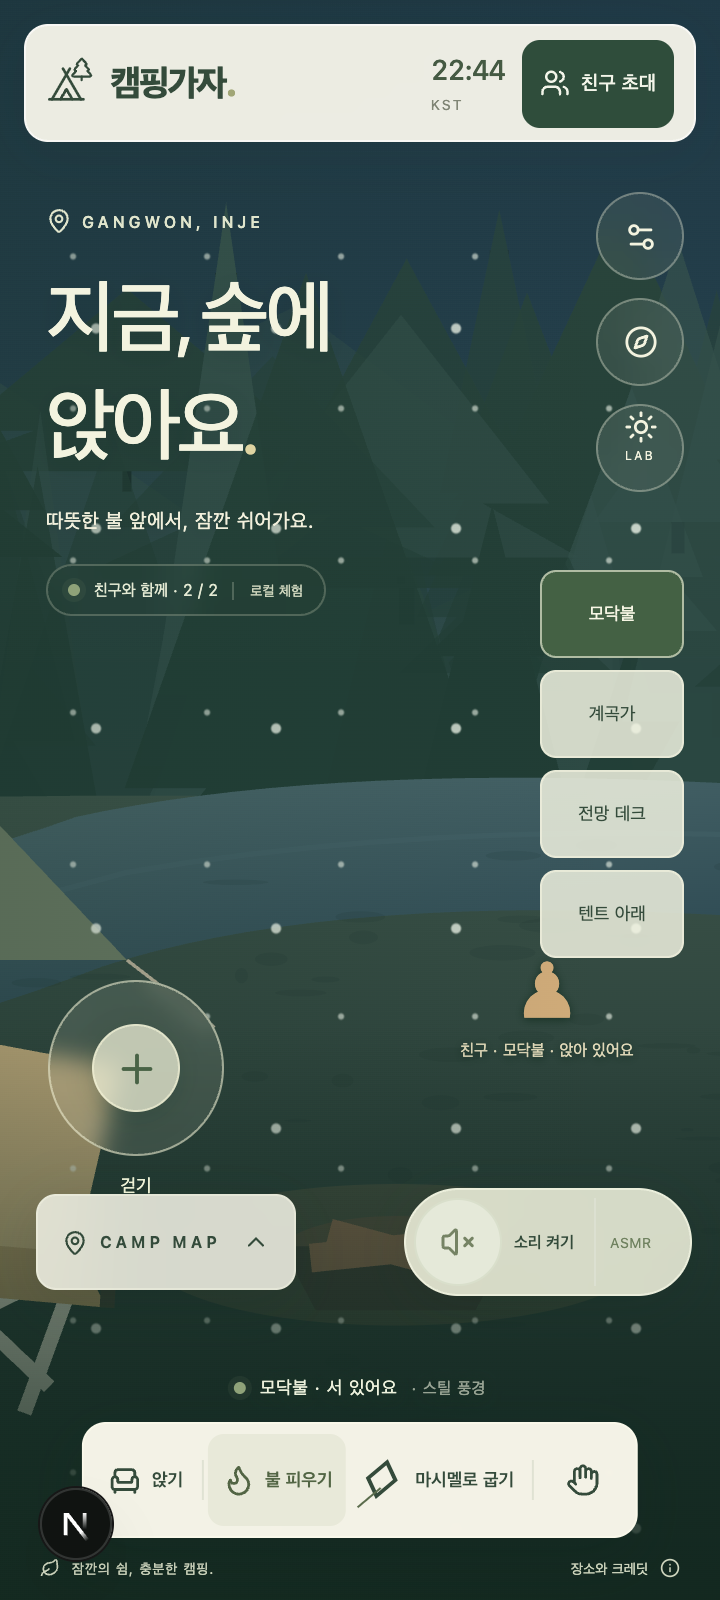 캠핑가자.
22:44
KST
친구 초대
GANGWON, INJE
지금, 숲에
앉아요.
LAB
따뜻한 불 앞에서, 잠깐 쉬어가요.
친구와 함께 · 2 / 2
로컬 체험
모닥불
계곡가
전망 데크
텐트 아래
친구 · 모닥불 · 앉아 있어요
걷기
CAMP MAP
소리 켜기
ASMR
모닥불 · 서 있어요 · 스틸 풍경
앉기
불 피우기
마시멜로 굽기
N
잠깐의 쉼, 충분한 캠핑.
장소와 크레딧